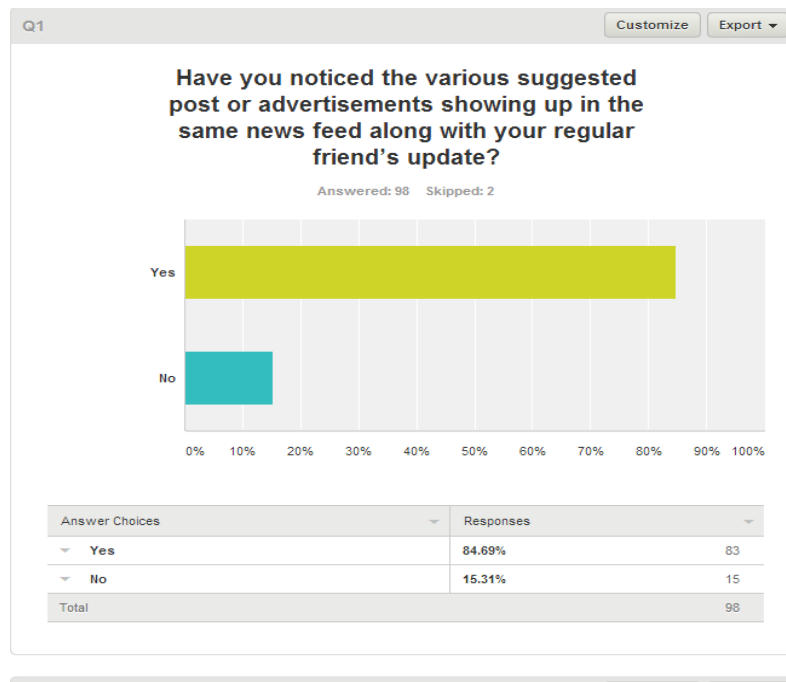 Q1 Customize Export
Have you noticed the various suggested
post or advertisements showing up in the
same news feed along with your regular
friend's update?
Answered: 98 Skipped: 2
Yes
No
0% 10% 20% 30% 40% 50% 60% 70% 80% 90% 100%
Answer Choices Responses
Yes 84.69% 83
No 15.31% 15
Total 98